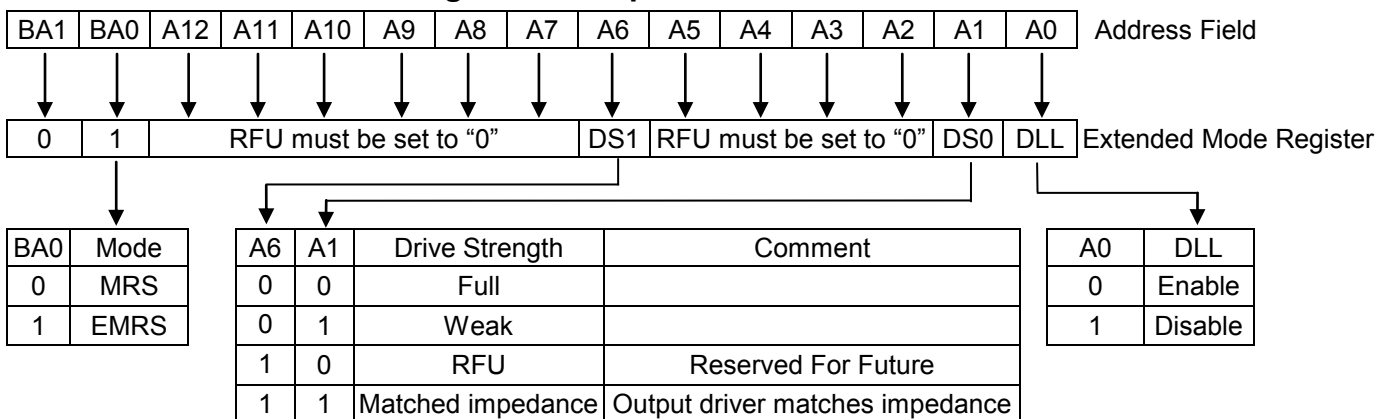 BA1 BA0 A12 A11 A10 A9 A8 A7 A6 A5 A4 A3 A2 A1 A0 Address Field
0 1 RFU must be set to “0” DS1 RFU must be set to “0” DS0 DLL Extended Mode Register
BA0 Mode
0 MRS
1 EMRS
A6 A1 Drive Strength Comment
0 0 Full
0 1 Weak
1 0 RFU Reserved For Future
1 1 Matched impedance Output driver matches impedance
A0 DLL
0 Enable
1 Disable